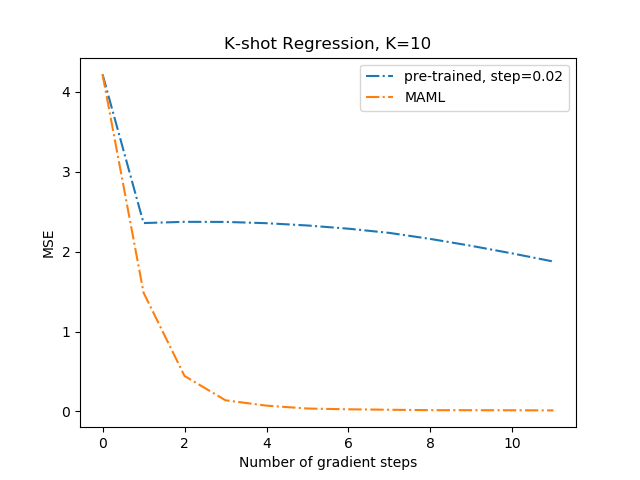 K-shot Regression, K=10
pre-trained, step=0.02
MAML
4
3
2
1
0
MSE
0 2 4 6 8 10
Number of gradient steps